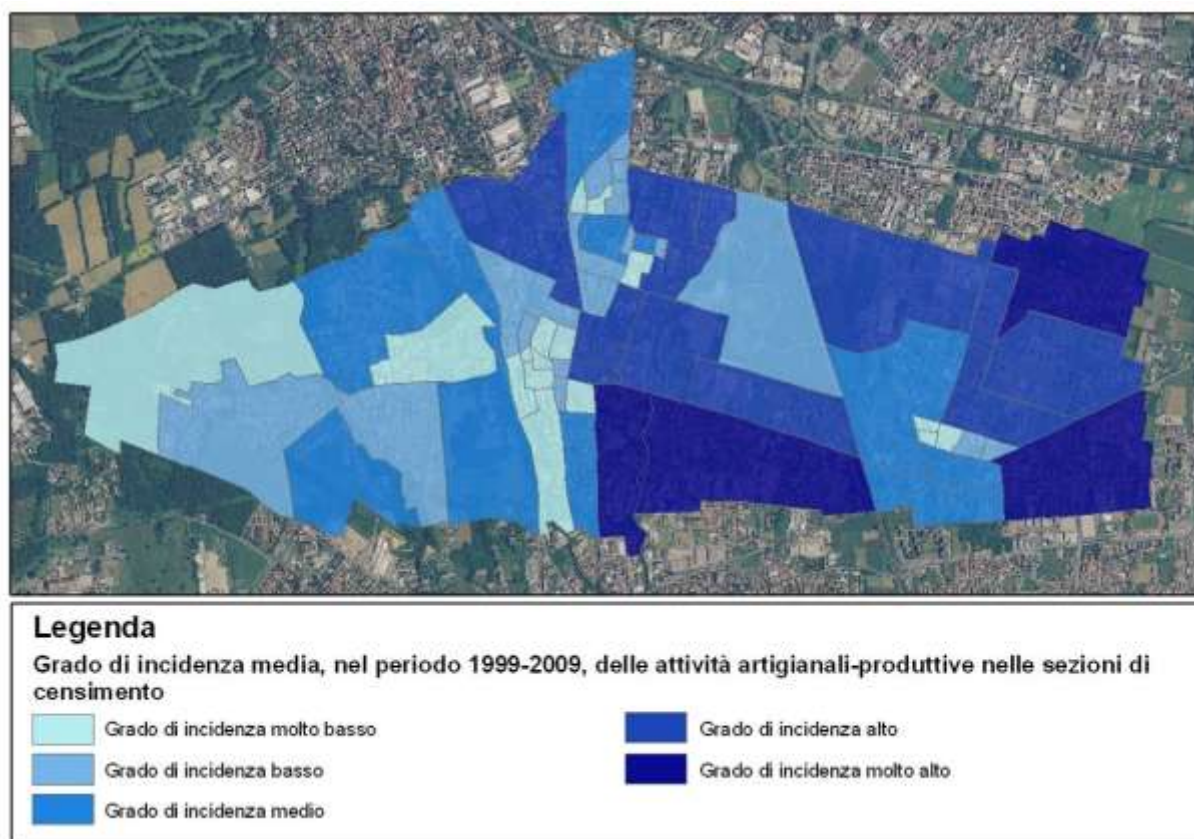 Legenda
Grado di incidenza media, nel periodo 1999-2009, delle attività artigianali-produttive nelle sezioni di
censimento
Grado di incidenza molto basso
Grado di incidenza basso
Grado di incidenza medio
Grado di incidenza alto
Grado di incidenza molto alto